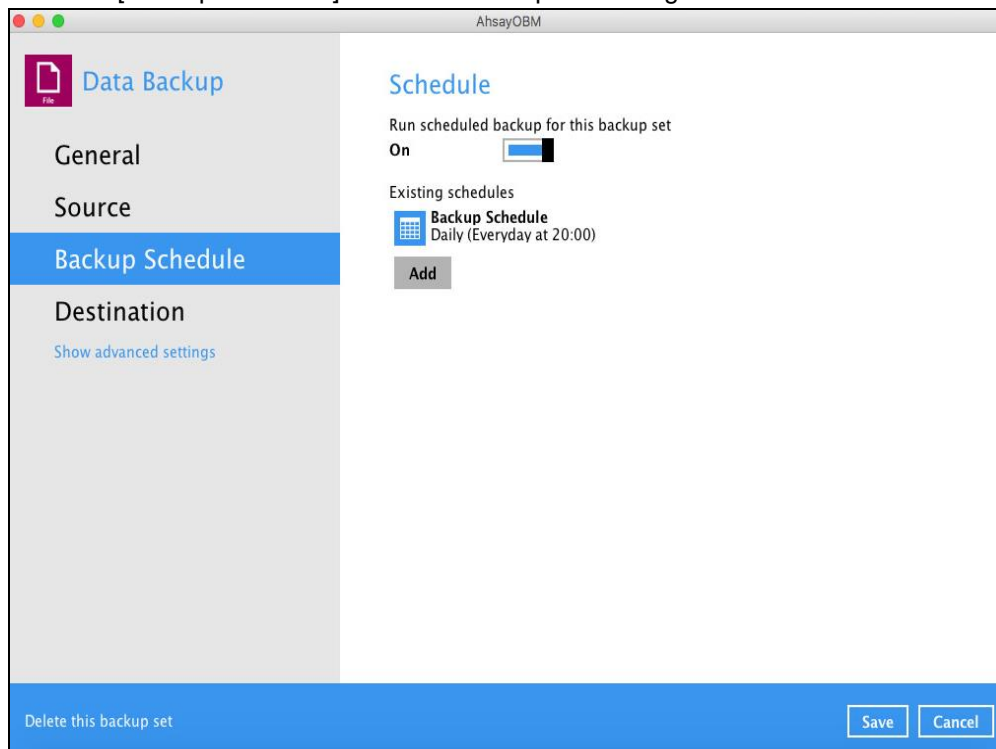 AhsayOBM
File
Data Backup
General
Source
Backup Schedule
Destination
Show advanced settings
Schedule
Run scheduled backup for this backup set
On
Existing schedules
Backup Schedule
Daily (Everyday at 20:00)
Add
Delete this backup set
Save
Cancel